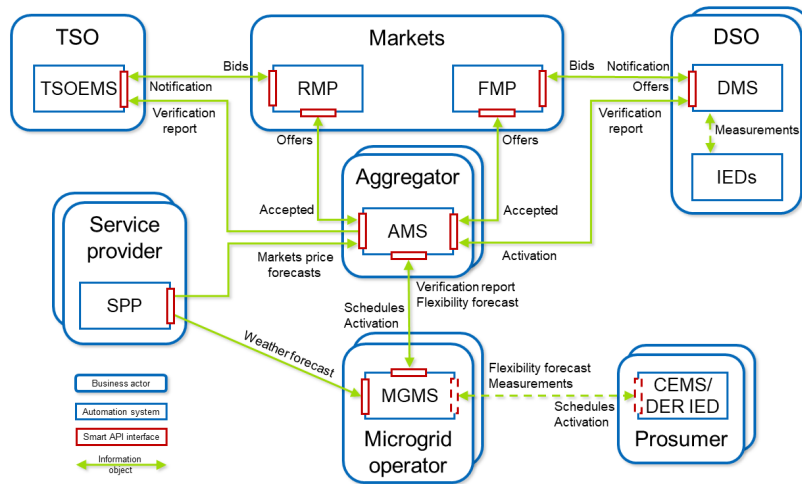 TSO
Markets
DSO
TSOEMS
Bids
Notification
Verification
report
RMP
FMP
Bids
Notification
Offers
Verification
report
DMS
Measurements
IEDs
Offers
Offers
Aggregator
Accepted
AMS
Accepted
Activation
Service
provider
Markets price
forecasts
SPP
Verification report
Flexibility forecast
Schedules
Activation
Weather forecast
MGMS
Microgrid
operator
Flexibility forecast
Measurements
Schedules
Activation
CEMS/
DER IED
Prosumer
Business actor
Automation system
Smart API interface
Information
object